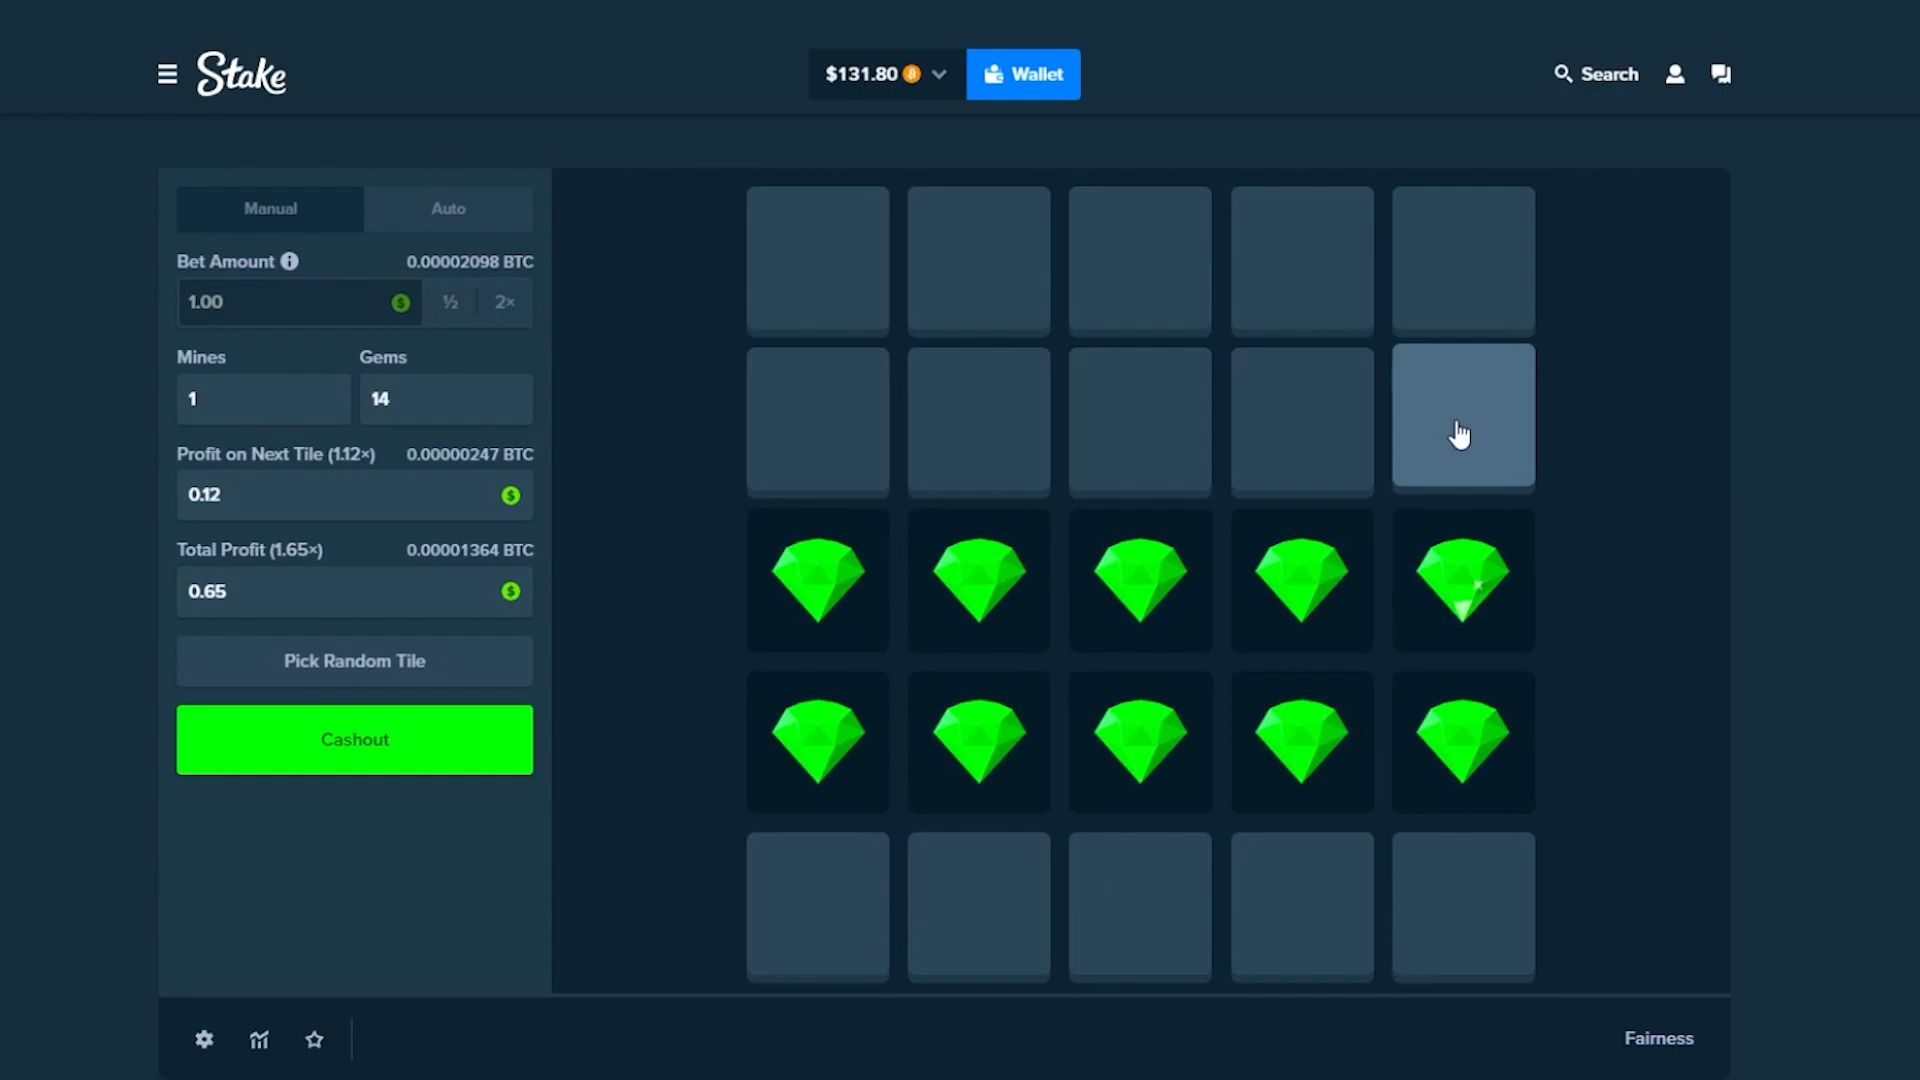 Stake
$131.80
Wallet
Search
Manual
Auto
Bet Amount
0.00002098 BTC
1.00
½
2×
Mines
Gems
1
14
Profit on Next Tile (1.12×)
0.00000247 BTC
0.12
Total Profit (1.65×)
0.00001364 BTC
0.65
Pick Random Tile
Cashout
Fairness